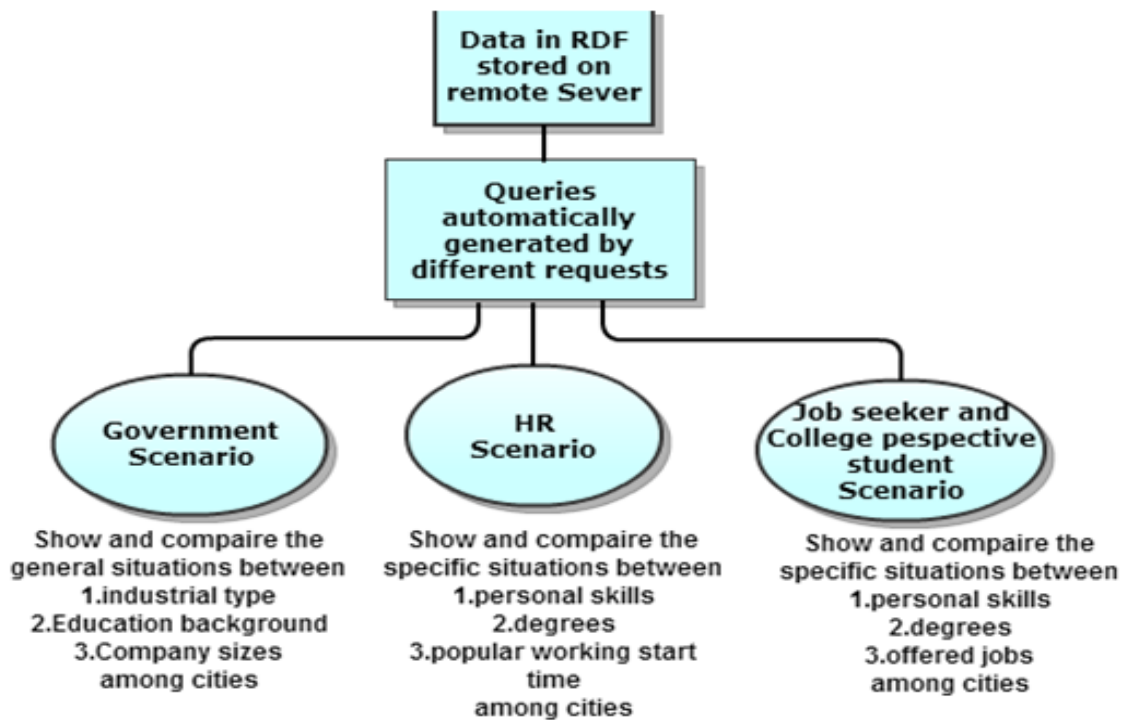 Data in RDF
stored on
remote Sever
Queries
automatically
generated by
different requests
Government
Scenario
HR
Scenario
Job seeker and
College pespective
student
Scenario
Show and compaire the
general situations between
1.industrial type
2.Education background
3.Company sizes
among cities
Show and compaire the
specific situations between
1.personal skills
2.degrees
3.popular working start
time
among cities
Show and compaire the
specific situations between
1.personal skills
2.degrees
3.offered jobs
among cities